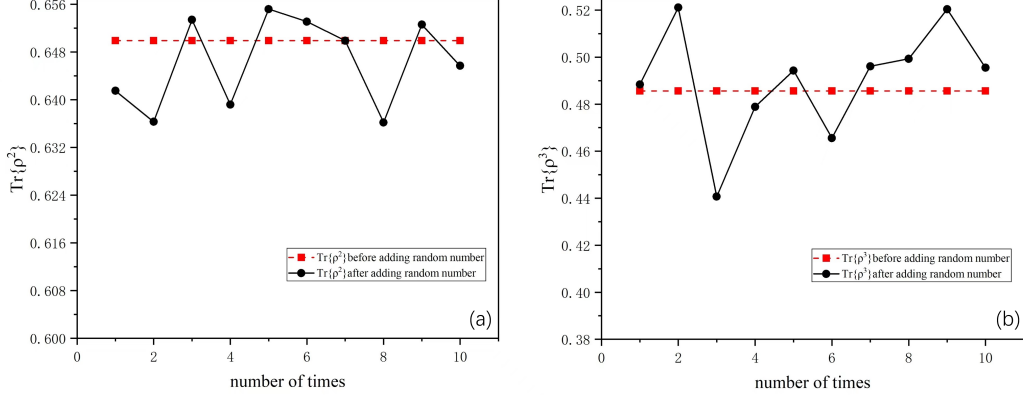 0.656
0.648
0.640
0.632
0.624
0.616
0.608
0.600
Tr{ρ²}
Tr{ρ²}before adding random number
Tr{ρ²}after adding random number
(a)
0 2 4 6 8 10
number of times
0.52
0.50
0.48
0.46
0.44
0.42
0.40
0.38
Tr{ρ³}
Tr{ρ³}before adding random number
Tr{ρ³}after adding random number
(b)
0 2 4 6 8 10
number of times